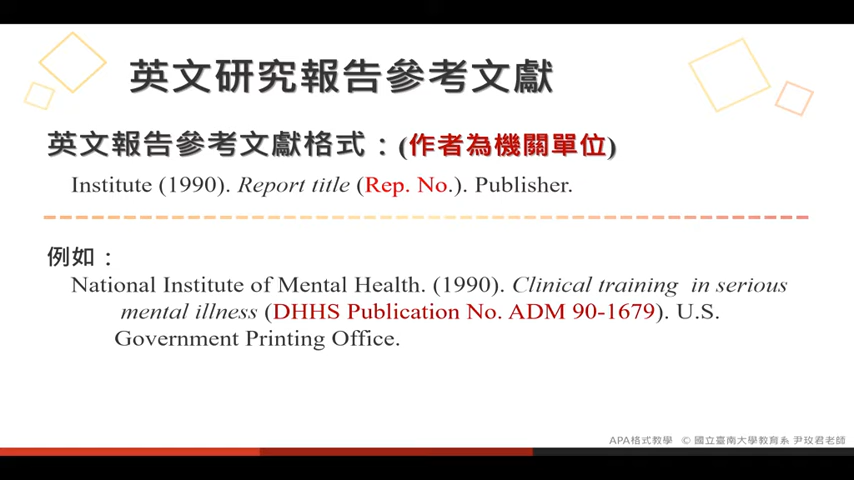 英文研究報告參考文獻
英文報告參考文獻格式：(作者為機關單位)
Institute (1990). Report title (Rep. No.). Publisher.
例如：
National Institute of Mental Health. (1990). Clinical training in serious
mental illness (DHHS Publication No. ADM 90-1679). U.S.
Government Printing Office.
APA格式教學 © 國立臺南大學教育系 尹玫君老師